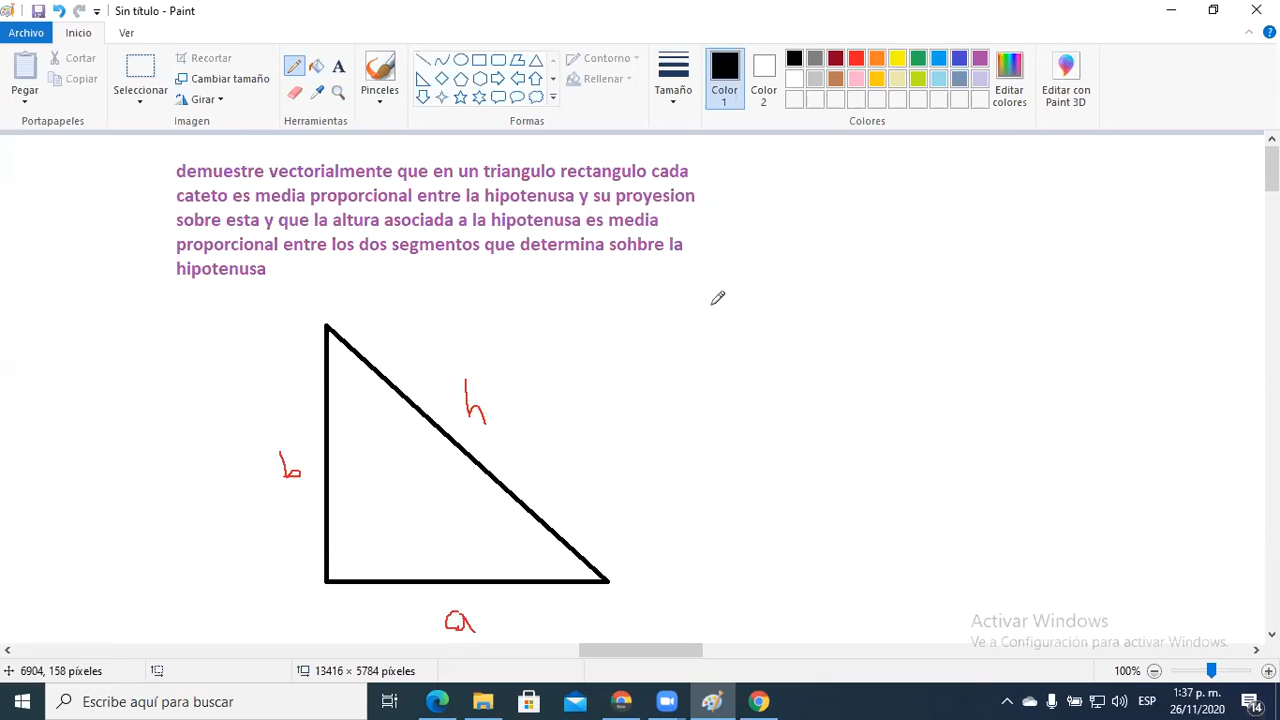 Sin título - Paint
Archivo Inicio Ver
Pegar
Cortar
Copiar
Portapapeles
Seleccionar
Recortar
Cambiar tamaño
Girar
Imagen
Herramientas
Pinceles
Contorno
Rellenar
Formas
Tamaño
Color 1
Color 2
Editar colores
Editar con Paint 3D
Colores
demuestre vectorialmente que en un triangulo rectangulo cada
cateto es media proporcional entre la hipotenusa y su proyesion
sobre esta y que la altura asociada a la hipotenusa es media
proporcional entre los dos segmentos que determina sohbre la
hipotenusa
h
b
a
Activar Windows
Ve a Configuración para activar Windows.
6904, 158 píxeles
13416 × 5784 píxeles
100%
Escribe aquí para buscar
ESP
1:37 p. m.
26/11/2020
14